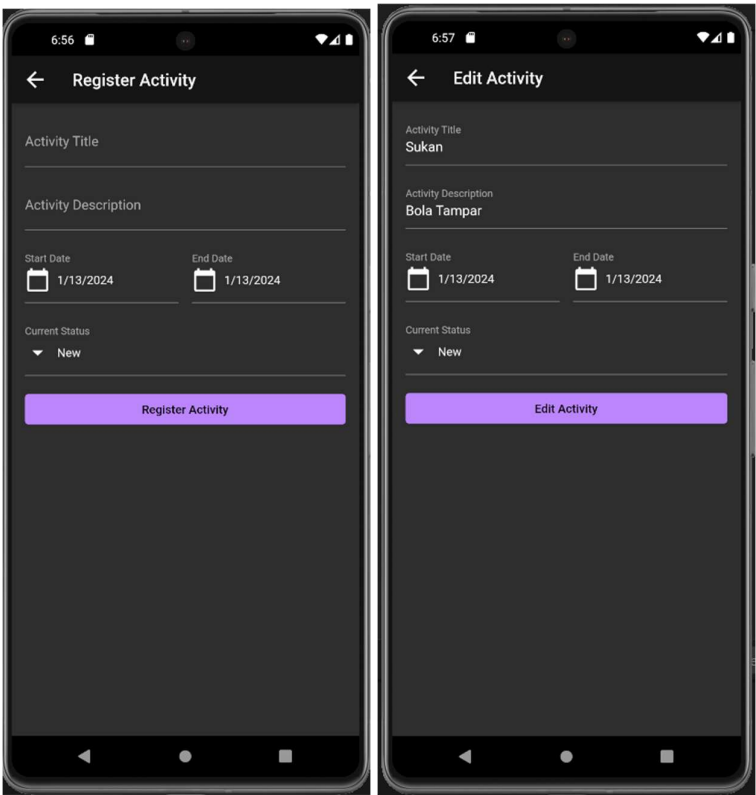 6:56
Register Activity
Activity Title
Activity Description
Start Date
End Date
1/13/2024
1/13/2024
Current Status
New
Register Activity
6:57
Edit Activity
Activity Title
Sukan
Activity Description
Bola Tampar
Start Date
End Date
1/13/2024
1/13/2024
Current Status
New
Edit Activity